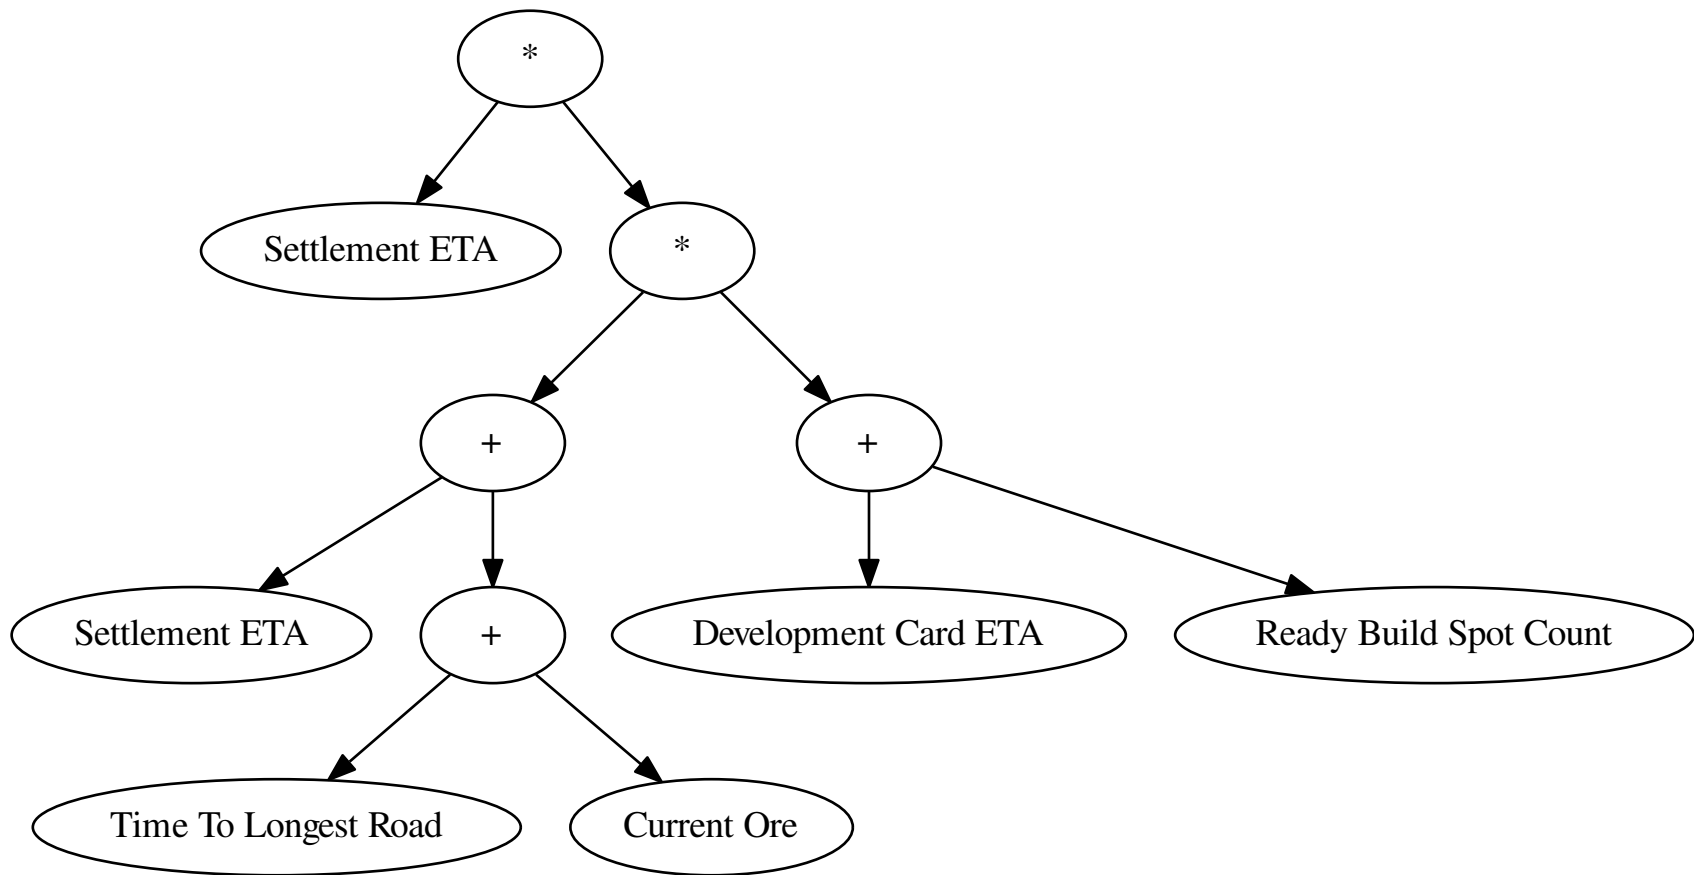 *
Settlement ETA
*
+
+
Settlement ETA
+
Development Card ETA
Ready Build Spot Count
Time To Longest Road
Current Ore